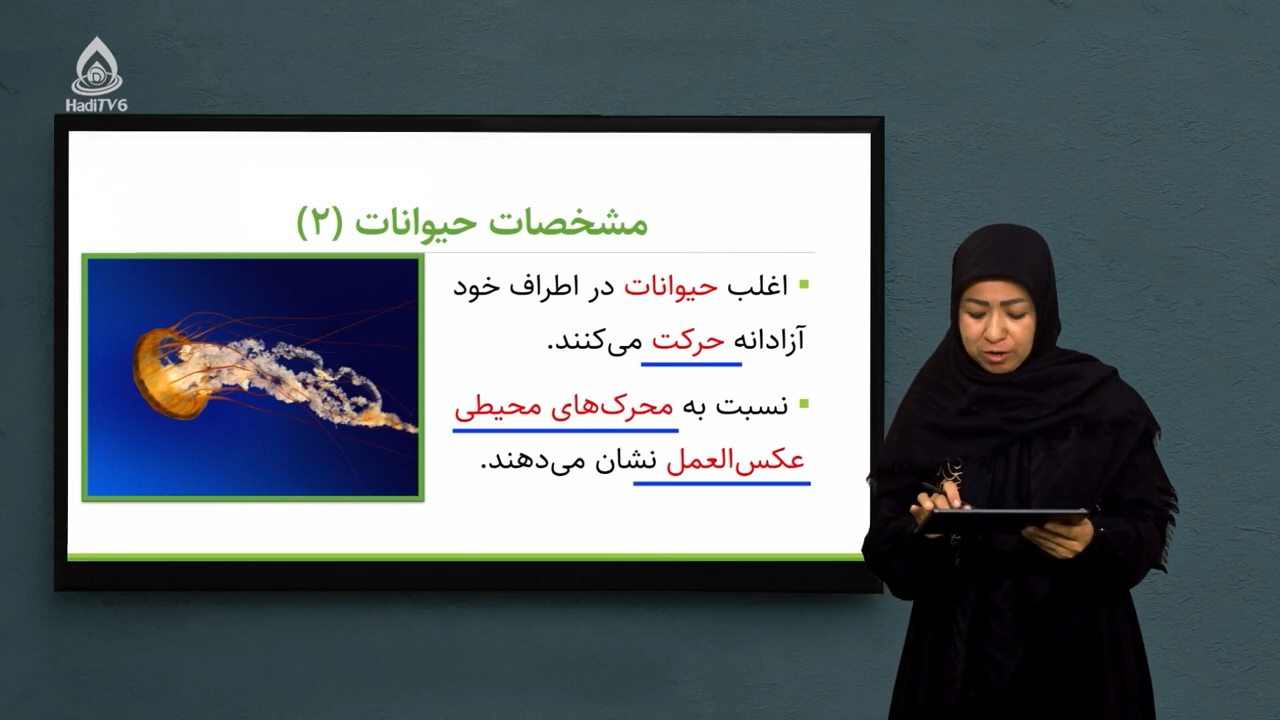 HadiTV6
مشخصات حیوانات (۲)
اغلب حیوانات در اطراف خود
آزادانه حرکت می‌کنند.
نسبت به محرک‌های محیطی
عکس‌العمل نشان می‌دهند.